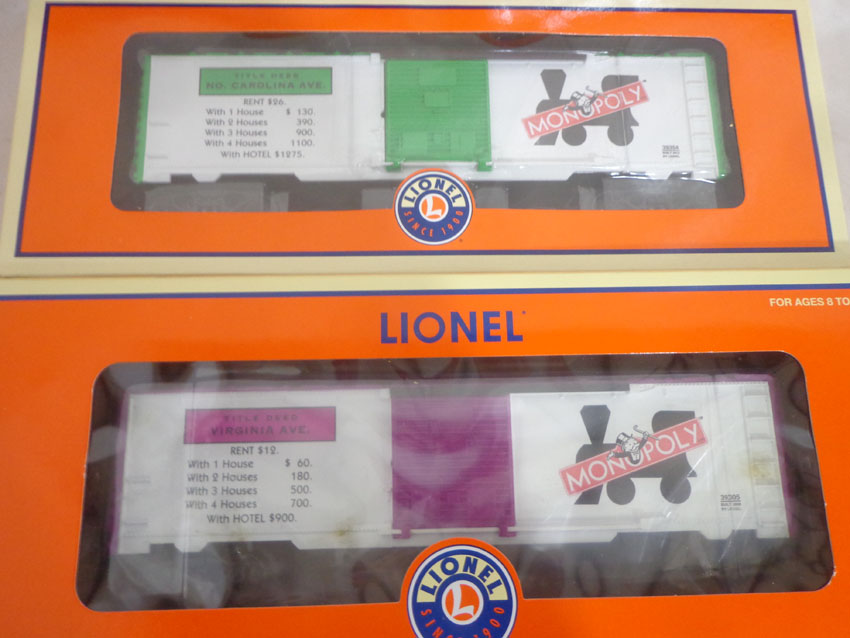 TITLE DEED
NO. CAROLINA AVE.
RENT $26.
With 1 House $ 130.
With 2 Houses 390.
With 3 Houses 900.
With 4 Houses 1100.
With HOTEL $1275.
MONOPOLY
LIONEL
L
SINCE 1900
FOR AGES 8 TO
LIONEL
TITLE DEED
VIRGINIA AVE.
RENT $12.
With 1 House $ 60.
With 2 Houses 180.
With 3 Houses 500.
With 4 Houses 700.
With HOTEL $900.
MONOPOLY
LIONEL
L
SINCE 1900